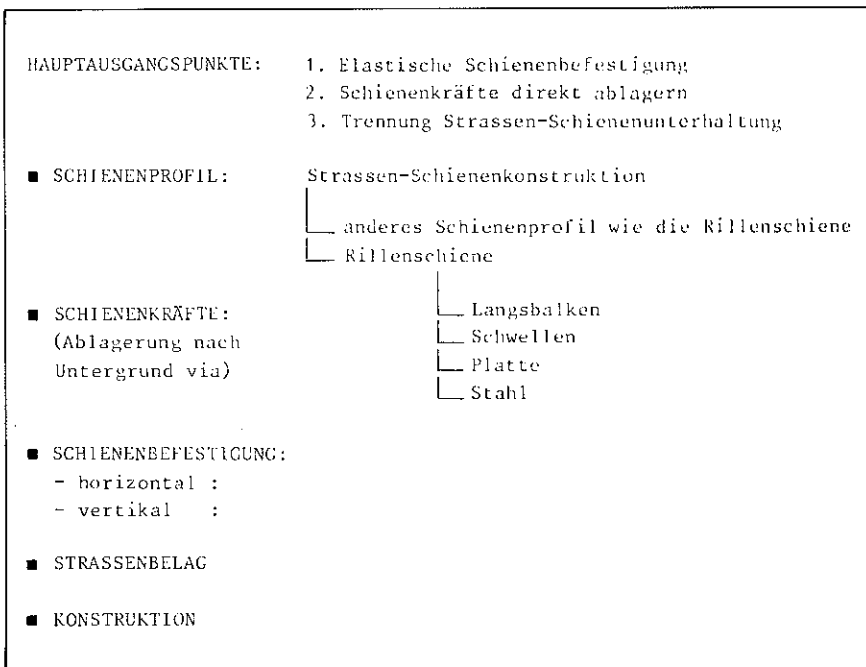 HAUPTAUSGANGSPUNKTE: 1. Elastische Schienenbefestigung
2. Schienenkräfte direkt ablagern
3. Trennung Strassen-Schienenunterhaltung
■ SCHIENENPROFIL: Strassen-Schienenkonstruktion
anderes Schienenprofil wie die Rillenschiene
Rillenschiene
■ SCHIENENKRÄFTE: Langsbalken
(Ablagerung nach Schwellen
Untergrund via) Platte
Stahl
■ SCHIENENBEFESTIGUNG:
- horizontal :
- vertikal :
■ STRASSENBELAG
■ KONSTRUKTION